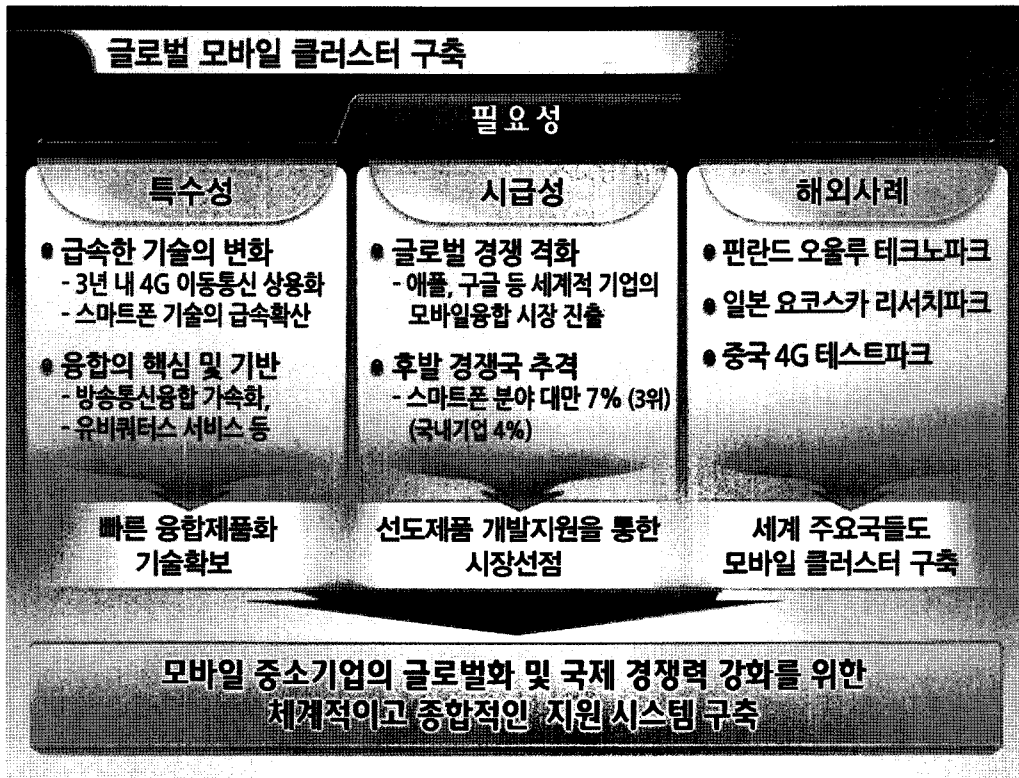 글로벌 모바일 클러스터 구축
필요성
특수성
● 급속한 기술의 변화
- 3년 내 4G 이동통신 상용화
- 스마트폰 기술의 급속확산
● 융합의 핵심 및 기반
- 방송통신융합 가속화,
- 유비쿼터스 서비스 등
빠른 융합제품화
기술확보
시급성
● 글로벌 경쟁 격화
- 애플, 구글 등 세계적 기업의
모바일융합 시장 진출
● 후발 경쟁국 추격
- 스마트폰 분야 대만 7% (3위)
(국내기업 4%)
선도제품 개발지원을 통한
시장선점
해외사례
● 핀란드 오울루 테크노파크
● 일본 요코스카 리서치파크
● 중국 4G 테스트파크
세계 주요국들도
모바일 클러스터 구축
모바일 중소기업의 글로벌화 및 국제 경쟁력 강화를 위한
체계적이고 종합적인 지원 시스템 구축